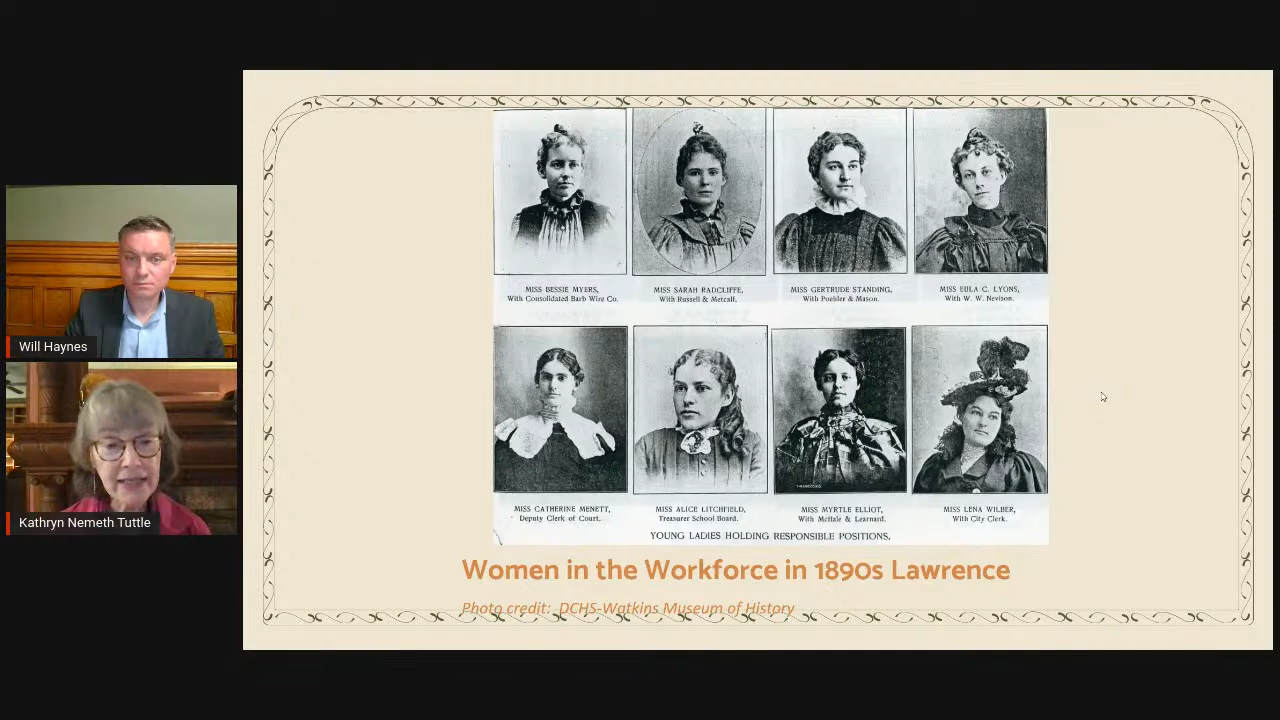 Will Haynes
Kathryn Nemeth Tuttle
MISS BESSIE MYERS,
With Consolidated Barb Wire Co.
MISS SARAH RADCLIFFE,
With Russell & Metcalf.
MISS GERTRUDE STANDING,
With Poehler & Mason.
MISS EULA C. LYONS,
With W. W. Nevison.
MISS CATHERINE MENETT,
Deputy Clerk of Court.
MISS ALICE LITCHFIELD,
Treasurer School Board.
MISS MYRTLE ELLIOT,
With McHale & Learnard.
MISS LENA WILBER,
With City Clerk.
YOUNG LADIES HOLDING RESPONSIBLE POSITIONS.
Women in the Workforce in 1890s Lawrence
Photo credit: DCHS-Watkins Museum of History